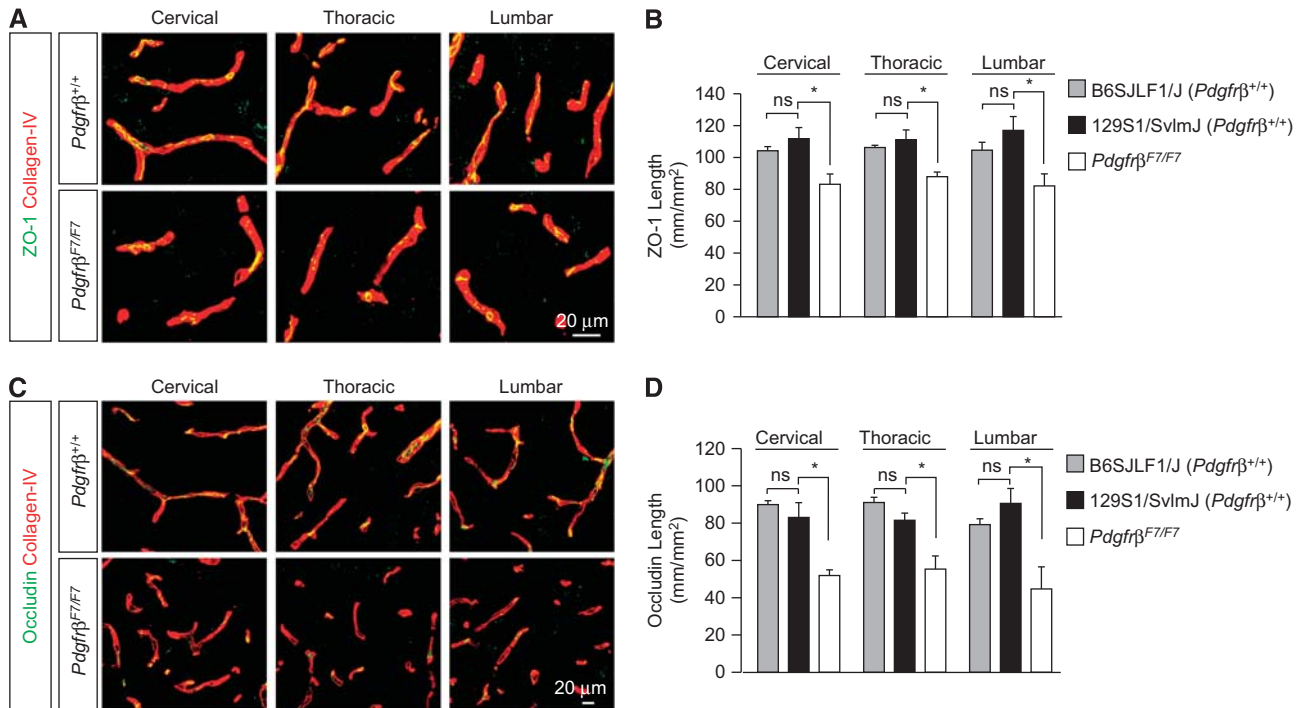 A
Cervical Thoracic Lumbar
ZO-1 Collagen-IV
Pdgfrβ+/+
PdgfrβF7/F7
20 μm
B
Cervical Thoracic Lumbar
ns * ns * ns *
140
120
100
80
60
40
20
0
ZO-1 Length
(mm/mm²)
B6SJLF1/J (Pdgfrβ+/+)
129S1/SvlmJ (Pdgfrβ+/+)
PdgfrβF7/F7
C
Cervical Thoracic Lumbar
Occludin Collagen-IV
Pdgfrβ+/+
PdgfrβF7/F7
20 μm
D
Cervical Thoracic Lumbar
ns * ns * ns *
120
100
80
60
40
20
0
Occludin Length
(mm/mm²)
B6SJLF1/J (Pdgfrβ+/+)
129S1/SvlmJ (Pdgfrβ+/+)
PdgfrβF7/F7